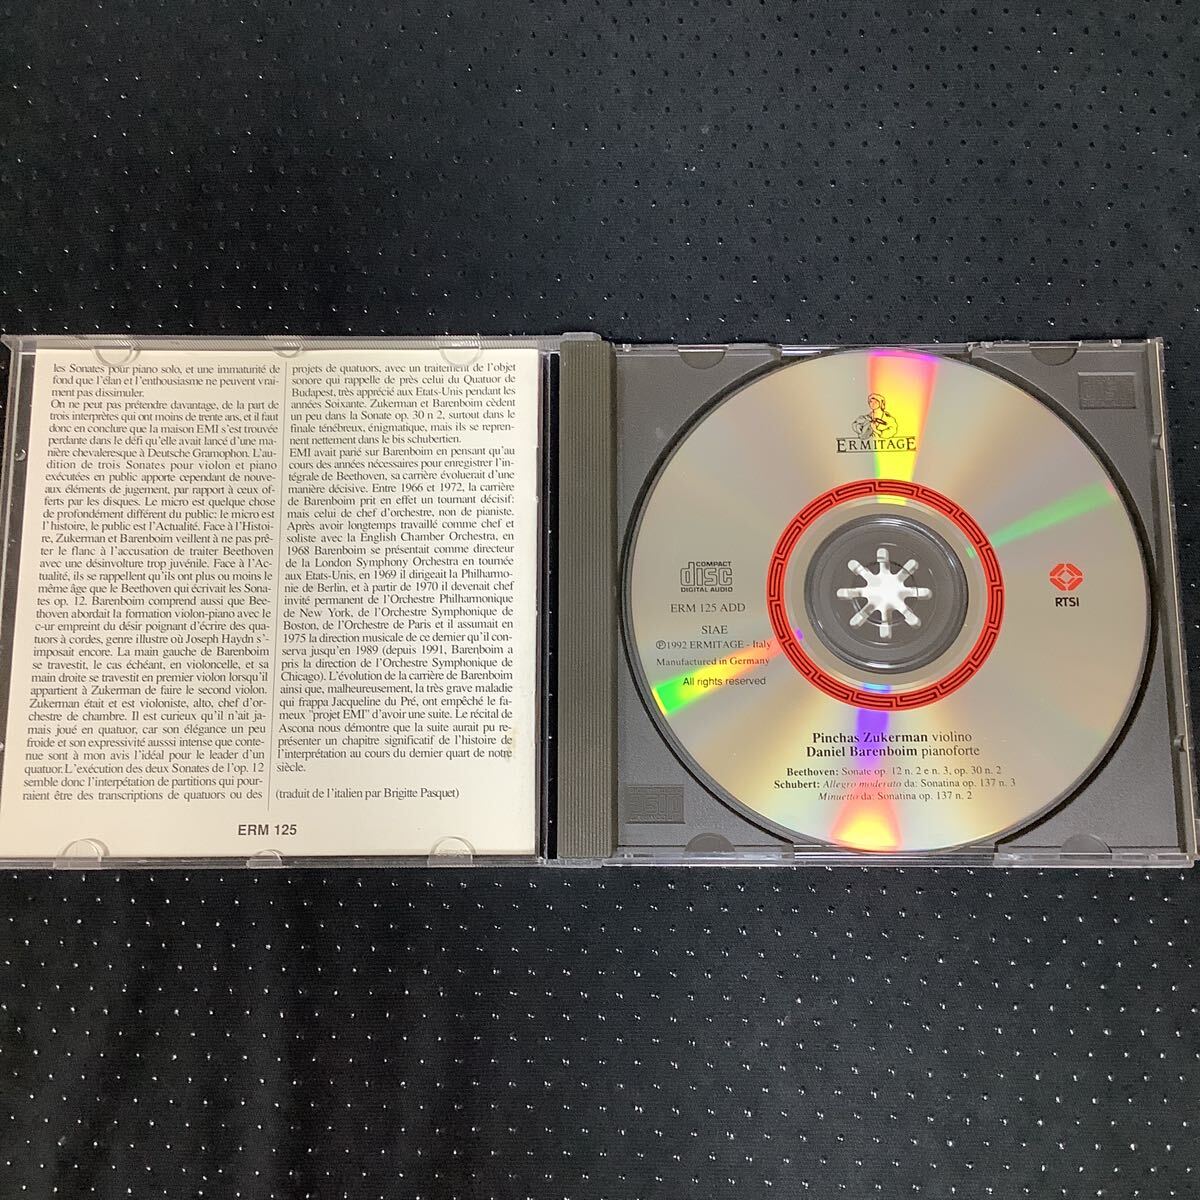 les Sonates pour piano solo, et une immaturité de
fond que l'élan et l'enthousiasme ne peuvent vrai-
ment pas dissimuler.
On ne peut pas prétendre davantage, de la part de
trois interprètes qui ont moins de trente ans, et il faut
donc en conclure que la maison EMI s'est trouvée
perdante dans le défi qu'elle avait lancé d'une ma-
nière chevaleresque à Deutsche Gramophon. L'au-
dition de trois Sonates pour violon et piano
exécutées en public apporte cependant de nouve-
aux éléments de jugement, par rapport à ceux of-
ferts par les disques. Le micro est quelque chose
de profondément différent du public: le micro est
l'histoire, le public est l'Actualité. Face à l'Histoi-
re, Zukerman et Barenboim veillent à ne pas prê-
ter le flanc à l'accusation de traiter Beethoven
avec une désinvolture trop juvénile. Face à l'Ac-
tualité, ils se rappellent qu'ils ont plus ou moins le
même âge que le Beethoven qui écrivait les Sona-
tes op. 12. Barenboim comprend aussi que Bee-
thoven abordait la formation violon-piano avec le
c-ur empreint du désir poignant d'écrire des qua-
tuors à cordes, genre illustre où Joseph Haydn s'-
imposait encore. La main gauche de Barenboim
se travestit, le cas échéant, en violoncelle, et sa
main droite se travestit en premier violon lorsqu'il
appartient à Zukerman de faire le second violon.
Zukerman était et est violoniste, alto, chef d'or-
chestre de chambre. Il est curieux qu'il n'ait ja-
mais joué en quatuor, car son élégance un peu
froide et son expressivité ausssi intense que conte-
nue sont à mon avis l'idéal pour le leader d'un
quatuor.L'exécution des deux Sonates de l'op. 12
semble donc l'interpétation de partitions qui pour-
raient être des transcriptions de quatuors ou des
projets de quatuors, avec un traitement de l'objet
sonore qui rappelle de près celui du Quatuor de
Budapest, très apprécié aux Etats-Unis pendant les
années Soixante. Zukerman et Barenboim cèdent
un peu dans la Sonate op. 30 n 2, surtout dans le
finale ténébreux, énigmatique, mais ils se repren-
nent nettement dans le bis schubertien.
EMI avait parié sur Barenboim en pensant qu'au
cours des années nécessaires pour enregistrer l'in-
tégrale de Beethoven, sa carrière évoluerait d'une
manière décisive. Entre 1966 et 1972, la carrière
de Barenboim prit en effet un tournant décisif:
mais celui de chef d'orchestre, non de pianiste.
Après avoir longtemps travaillé comme chef et
soliste avec la English Chamber Orchestra, en
1968 Barenboim se présentait comme directeur
de la London Symphony Orchestra en tournée
aux Etats-Unis, en 1969 il dirigeait la Philharmo-
nie de Berlin, et à partir de 1970 il devenait chef
invité permanent de l'Orchestre Philharmonique
de New York, de l'Orchestre Symphonique de
Boston, de l'Orchestre de Paris et il assumait en
1975 la direction musicale de ce dernier qu'il con-
serva jusqu'en 1989 (depuis 1991, Barenboim a
pris la direction de l'Orchestre Symphonique de
Chicago). L'évolution de la carrière de Barenboim
ainsi que, malheureusement, la très grave maladie
qui frappa Jacqueline du Pré, ont empêché le fa-
meux "projet EMI" d'avoir une suite. Le récital de
Ascona nous démontre que la suite aurait pu re-
présenter un chapitre significatif de l'histoire de
l'interprétation au cours du dernier quart de notre
siècle.
(traduit de l'italien par Brigitte Pasquet)
ERM 125
ERMITAGE
COMPACT
disc
DIGITAL AUDIO
ERM 125 ADD
SIAE
℗1992 ERMITAGE - Italy
Manufactured in Germany
All rights reserved
RTSI
Pinchas Zukerman violino
Daniel Barenboim pianoforte
Beethoven: Sonate op. 12 n. 2 e n. 3, op. 30 n. 2
Schubert: Allegro moderato da: Sonatina op. 137 n. 3
Minuetto da: Sonatina op. 137 n. 2